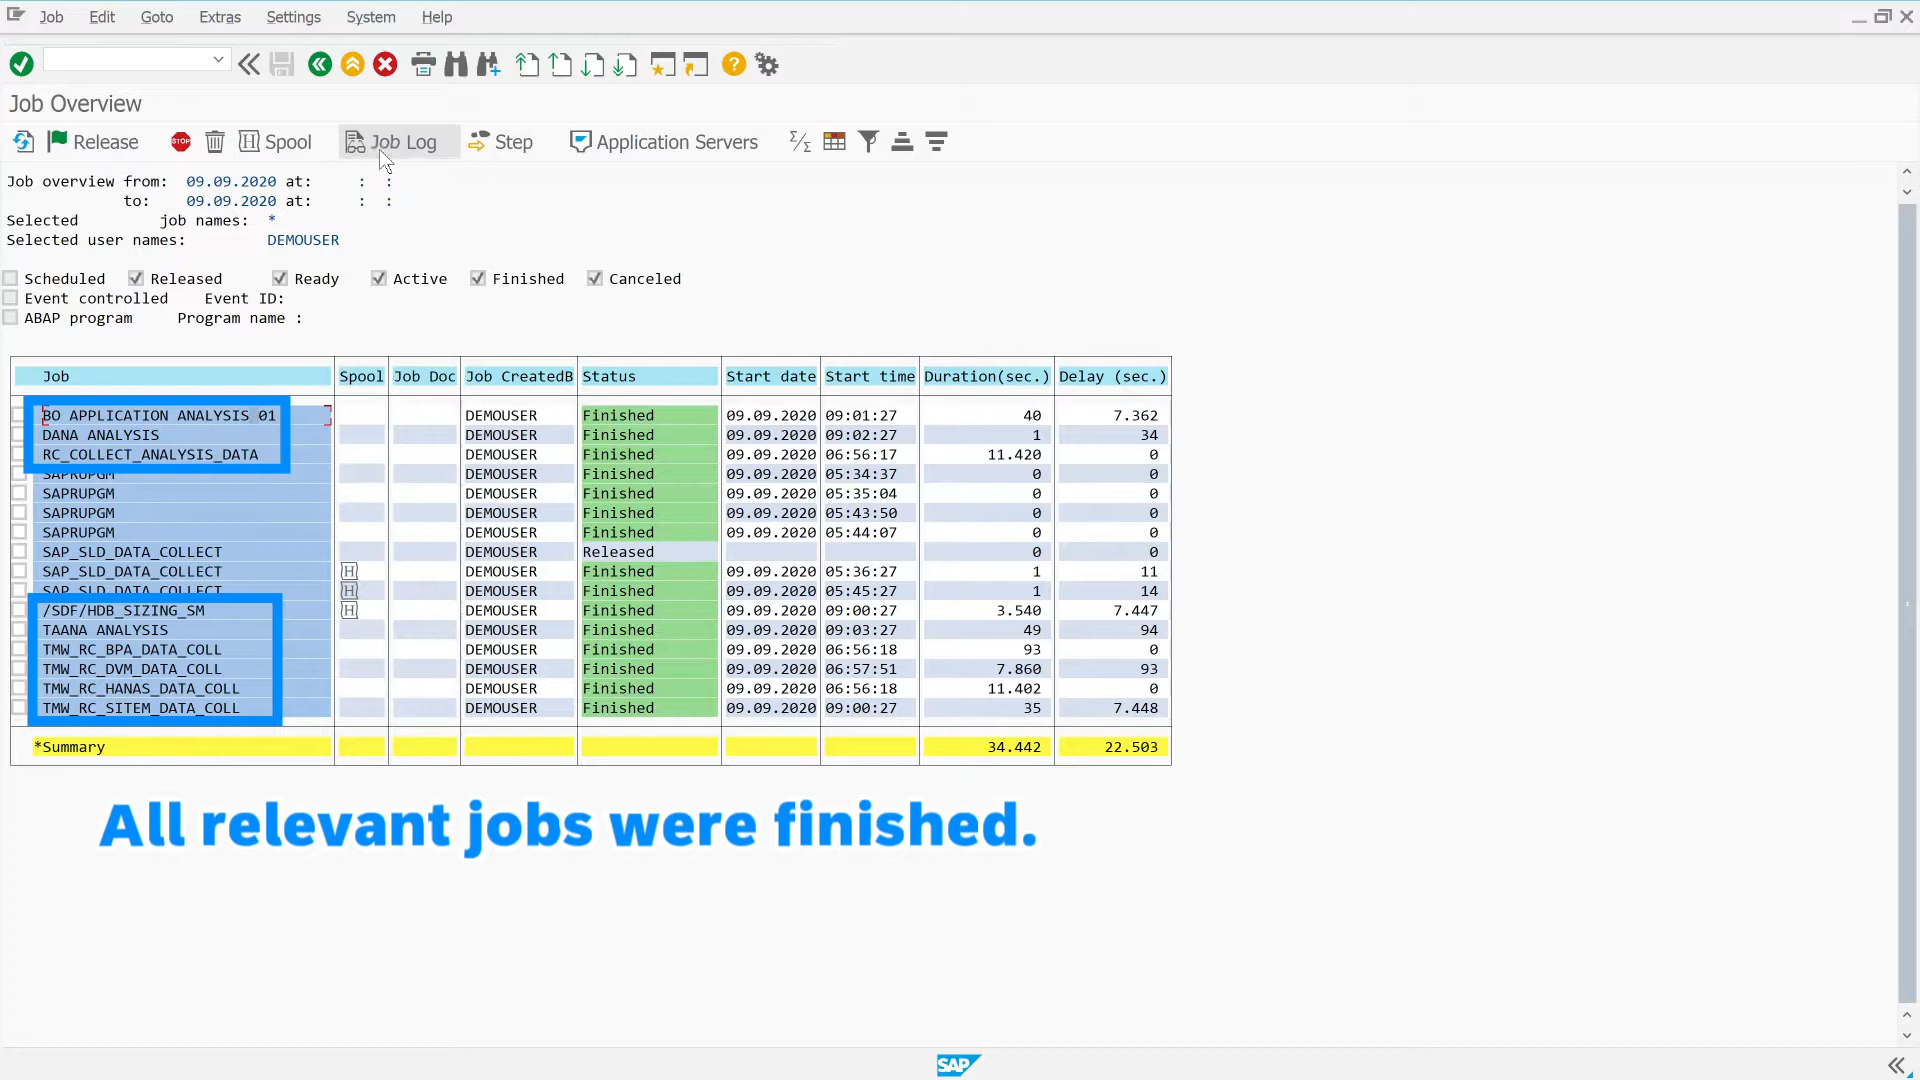 Job Edit Goto Extras Settings System Help
Job Overview
Release STOP Spool Job Log Step Application Servers
Job overview from: 09.09.2020 at: : :
to: 09.09.2020 at: : :
Selected job names: *
Selected user names: DEMOUSER
Scheduled Released Ready Active Finished Canceled
Event controlled Event ID:
ABAP program Program name :
Job Spool Job Doc Job CreatedB Status Start date Start time Duration(sec.) Delay (sec.)
BO APPLICATION ANALYSIS 01 DEMOUSER Finished 09.09.2020 09:01:27 40 7.362
DANA ANALYSIS DEMOUSER Finished 09.09.2020 09:02:27 1 34
RC_COLLECT_ANALYSIS_DATA DEMOUSER Finished 09.09.2020 06:56:17 11.420 0
SAPRUPGM DEMOUSER Finished 09.09.2020 05:34:37 0 0
SAPRUPGM DEMOUSER Finished 09.09.2020 05:35:04 0 0
SAPRUPGM DEMOUSER Finished 09.09.2020 05:43:50 0 0
SAPRUPGM DEMOUSER Finished 09.09.2020 05:44:07 0 0
SAP_SLD_DATA_COLLECT DEMOUSER Released 0 0
SAP_SLD_DATA_COLLECT DEMOUSER Finished 09.09.2020 05:36:27 1 11
SAP_SLD_DATA_COLLECT DEMOUSER Finished 09.09.2020 05:45:27 1 14
/SDF/HDB_SIZING_SM DEMOUSER Finished 09.09.2020 09:00:27 3.540 7.447
TAANA ANALYSIS DEMOUSER Finished 09.09.2020 09:03:27 49 94
TMW_RC_BPA_DATA_COLL DEMOUSER Finished 09.09.2020 06:56:18 93 0
TMW_RC_DVM_DATA_COLL DEMOUSER Finished 09.09.2020 06:57:51 7.860 93
TMW_RC_HANAS_DATA_COLL DEMOUSER Finished 09.09.2020 06:56:18 11.402 0
TMW_RC_SITEM_DATA_COLL DEMOUSER Finished 09.09.2020 09:00:27 35 7.448
*Summary 34.442 22.503
All relevant jobs were finished.
SAP